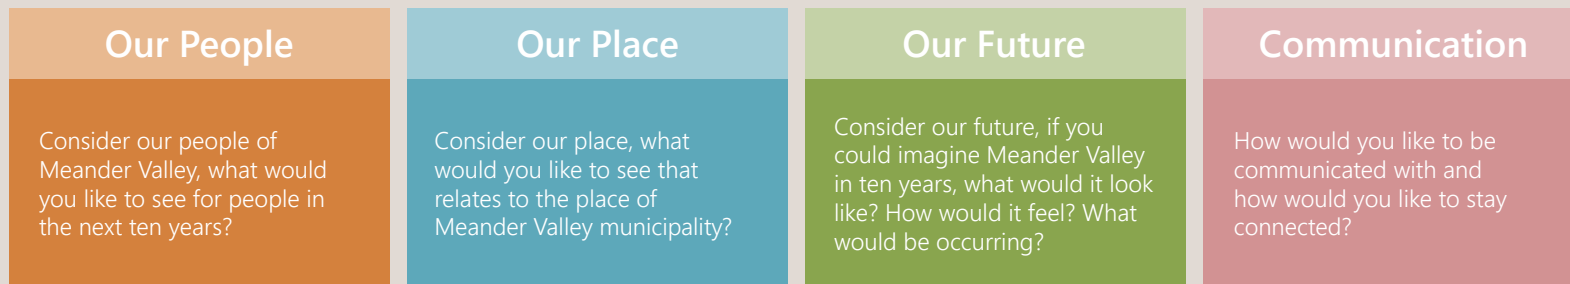 Our People
Consider our people of
Meander Valley, what would
you like to see for people in
the next ten years?
Our Place
Consider our place, what
would you like to see that
relates to the place of
Meander Valley municipality?
Our Future
Consider our future, if you
could imagine Meander Valley
in ten years, what would it look
like? How would it feel? What
would be occurring?
Communication
How would you like to be
communicated with and
how would you like to stay
connected?